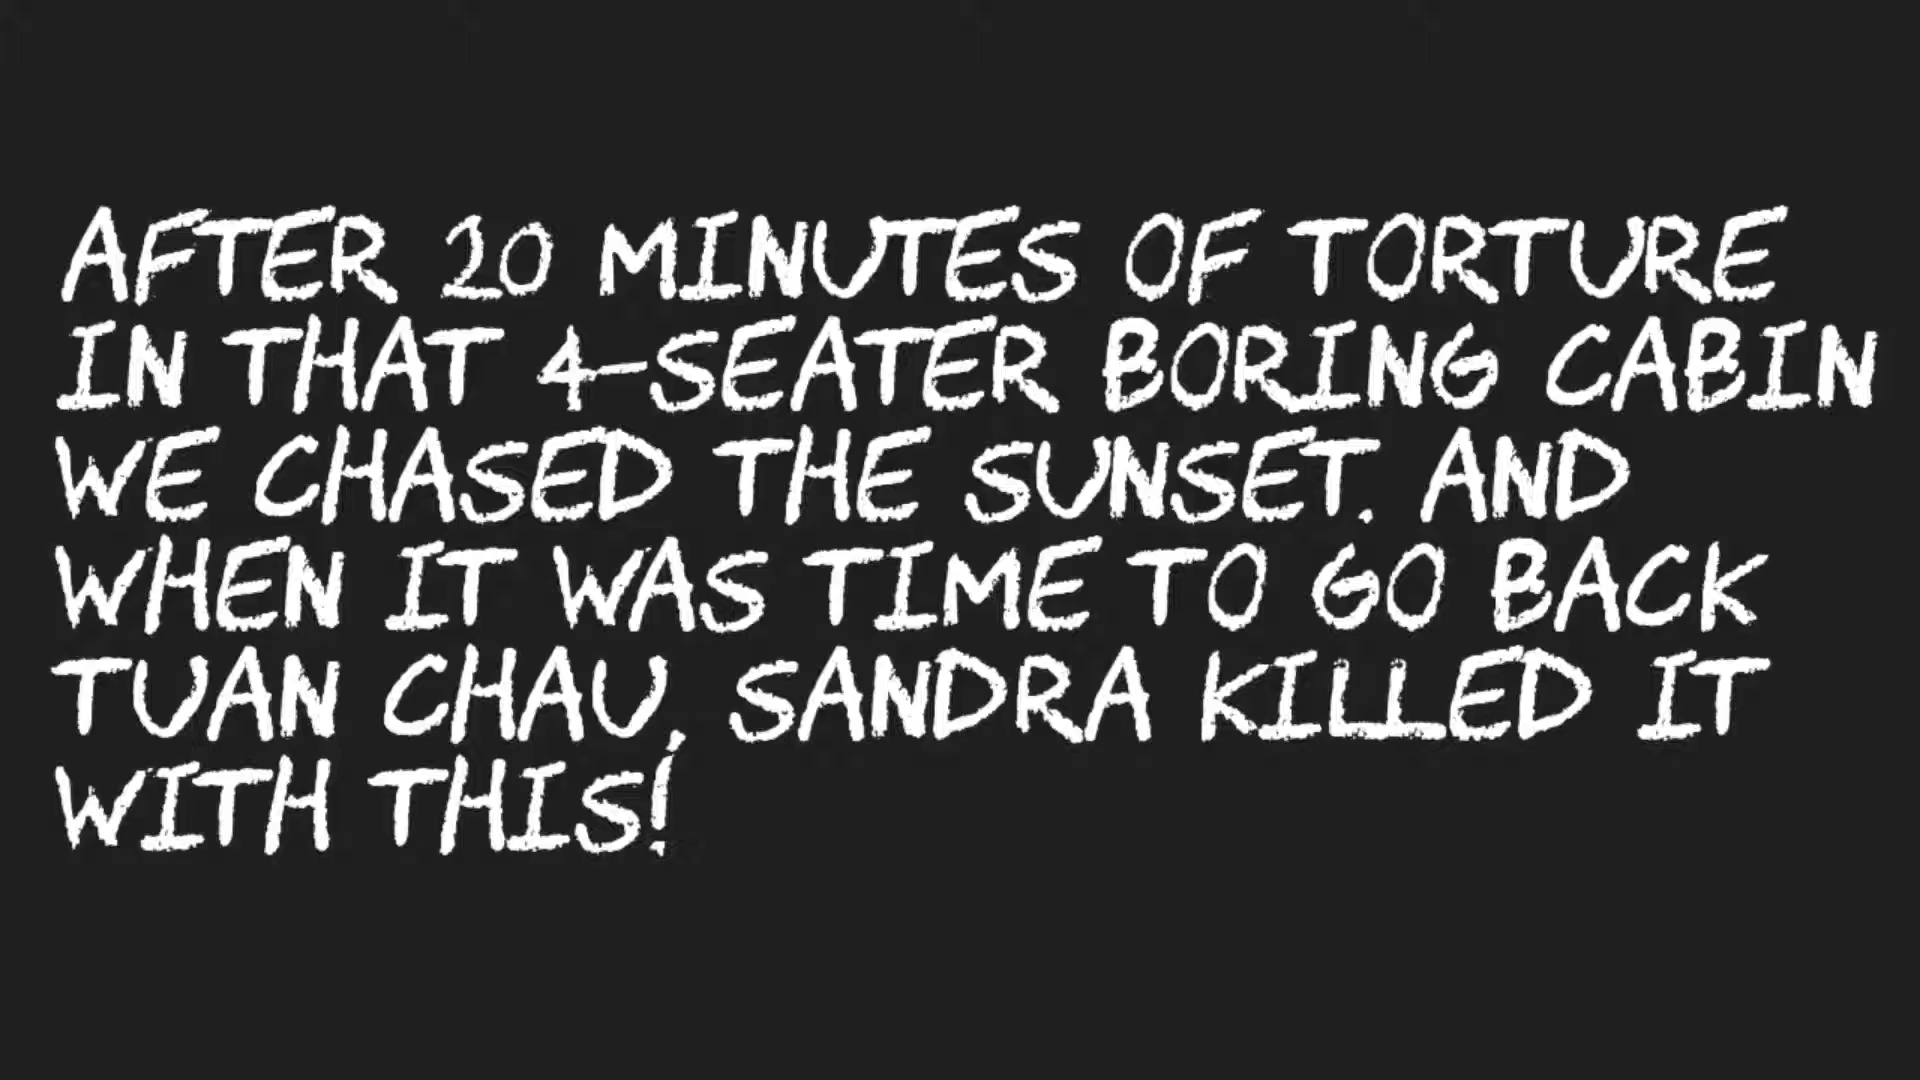 AFTER 20 MINUTES OF TORTURE
IN THAT 4-SEATER BORING CABIN
WE CHASED THE SUNSET. AND
WHEN IT WAS TIME TO GO BACK
TUAN CHAU, SANDRA KILLED IT
WITH THIS!